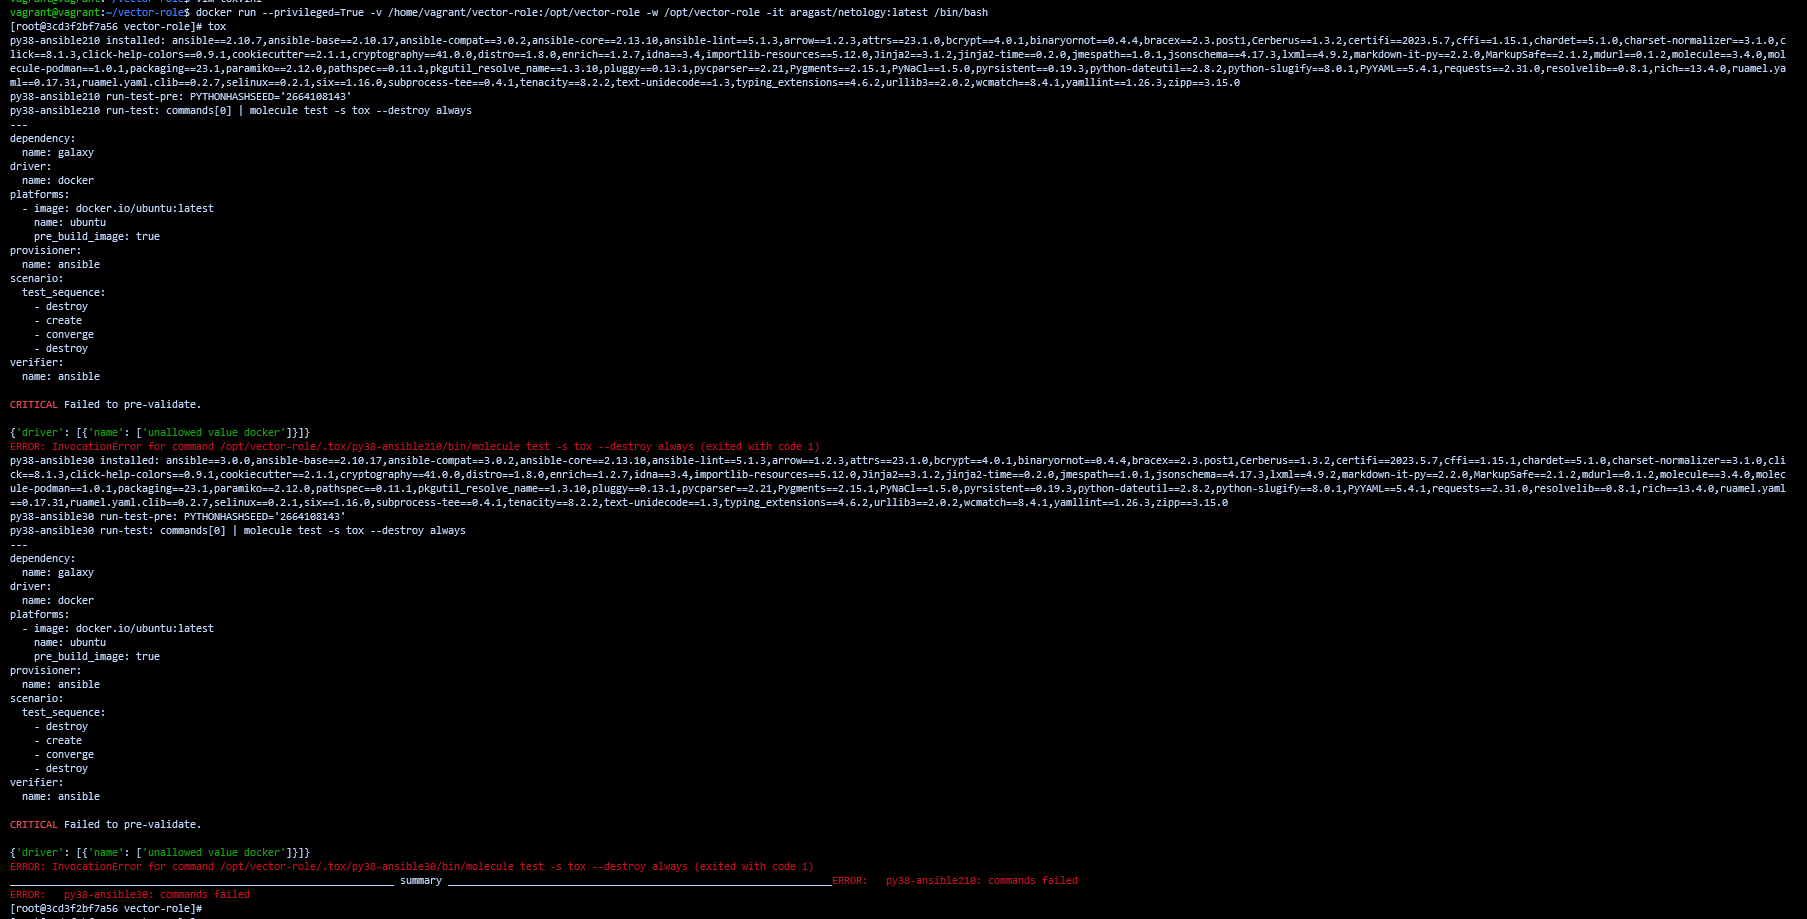 vagrant@vagrant:~/vector-role$ vim tox.ini
vagrant@vagrant:~/vector-role$ docker run --privileged=True -v /home/vagrant/vector-role:/opt/vector-role -w /opt/vector-role -it aragast/netology:latest /bin/bash
[root@3cd3f2bf7a56 vector-role]# tox
py38-ansible210 installed: ansible==2.10.7,ansible-base==2.10.17,ansible-compat==3.0.2,ansible-core==2.13.10,ansible-lint==5.1.3,arrow==1.2.3,attrs==23.1.0,bcrypt==4.0.1,binaryornot==0.4.4,bracex==2.3.post1,Cerberus==1.3.2,certifi==2023.5.7,cffi==1.15.1,chardet==5.1.0,charset-normalizer==3.1.0,c
lick==8.1.3,click-help-colors==0.9.1,cookiecutter==2.1.1,cryptography==41.0.0,distro==1.8.0,enrich==1.2.7,idna==3.4,importlib-resources==5.12.0,Jinja2==3.1.2,jinja2-time==0.2.0,jmespath==1.0.1,jsonschema==4.17.3,lxml==4.9.2,markdown-it-py==2.2.0,MarkupSafe==2.1.2,mdurl==0.1.2,molecule==3.4.0,mol
ecule-podman==1.0.1,packaging==23.1,paramiko==2.12.0,pathspec==0.11.1,pkgutil_resolve_name==1.3.10,pluggy==0.13.1,pycparser==2.21,Pygments==2.15.1,PyNaCl==1.5.0,pyrsistent==0.19.3,python-dateutil==2.8.2,python-slugify==8.0.1,PyYAML==5.4.1,requests==2.31.0,resolvelib==0.8.1,rich==13.4.0,ruamel.ya
ml==0.17.31,ruamel.yaml.clib==0.2.7,selinux==0.2.1,six==1.16.0,subprocess-tee==0.4.1,tenacity==8.2.2,text-unidecode==1.3,typing_extensions==4.6.2,urllib3==2.0.2,wcmatch==8.4.1,yamllint==1.26.3,zipp==3.15.0
py38-ansible210 run-test-pre: PYTHONHASHSEED='2664108143'
py38-ansible210 run-test: commands[0] | molecule test -s tox --destroy always
---
dependency:
  name: galaxy
driver:
  name: docker
platforms:
  - image: docker.io/ubuntu:latest
    name: ubuntu
    pre_build_image: true
provisioner:
  name: ansible
scenario:
  test_sequence:
    - destroy
    - create
    - converge
    - destroy
verifier:
  name: ansible

CRITICAL Failed to pre-validate.

{'driver': [{'name': ['unallowed value docker']}]}
ERROR: InvocationError for command /opt/vector-role/.tox/py38-ansible210/bin/molecule test -s tox --destroy always (exited with code 1)
py38-ansible30 installed: ansible==3.0.0,ansible-base==2.10.17,ansible-compat==3.0.2,ansible-core==2.13.10,ansible-lint==5.1.3,arrow==1.2.3,attrs==23.1.0,bcrypt==4.0.1,binaryornot==0.4.4,bracex==2.3.post1,Cerberus==1.3.2,certifi==2023.5.7,cffi==1.15.1,chardet==5.1.0,charset-normalizer==3.1.0,cli
ck==8.1.3,click-help-colors==0.9.1,cookiecutter==2.1.1,cryptography==41.0.0,distro==1.8.0,enrich==1.2.7,idna==3.4,importlib-resources==5.12.0,Jinja2==3.1.2,jinja2-time==0.2.0,jmespath==1.0.1,jsonschema==4.17.3,lxml==4.9.2,markdown-it-py==2.2.0,MarkupSafe==2.1.2,mdurl==0.1.2,molecule==3.4.0,molec
ule-podman==1.0.1,packaging==23.1,paramiko==2.12.0,pathspec==0.11.1,pkgutil_resolve_name==1.3.10,pluggy==0.13.1,pycparser==2.21,Pygments==2.15.1,PyNaCl==1.5.0,pyrsistent==0.19.3,python-dateutil==2.8.2,python-slugify==8.0.1,PyYAML==5.4.1,requests==2.31.0,resolvelib==0.8.1,rich==13.4.0,ruamel.yaml
==0.17.31,ruamel.yaml.clib==0.2.7,selinux==0.2.1,six==1.16.0,subprocess-tee==0.4.1,tenacity==8.2.2,text-unidecode==1.3,typing_extensions==4.6.2,urllib3==2.0.2,wcmatch==8.4.1,yamllint==1.26.3,zipp==3.15.0
py38-ansible30 run-test-pre: PYTHONHASHSEED='2664108143'
py38-ansible30 run-test: commands[0] | molecule test -s tox --destroy always
---
dependency:
  name: galaxy
driver:
  name: docker
platforms:
  - image: docker.io/ubuntu:latest
    name: ubuntu
    pre_build_image: true
provisioner:
  name: ansible
scenario:
  test_sequence:
    - destroy
    - create
    - converge
    - destroy
verifier:
  name: ansible

CRITICAL Failed to pre-validate.

{'driver': [{'name': ['unallowed value docker']}]}
ERROR: InvocationError for command /opt/vector-role/.tox/py38-ansible30/bin/molecule test -s tox --destroy always (exited with code 1)
________________________________ summary ________________________________ERROR:   py38-ansible210: commands failed
ERROR:   py38-ansible30: commands failed
[root@3cd3f2bf7a56 vector-role]#